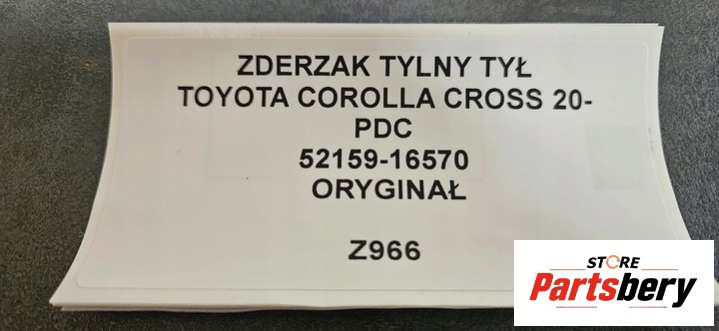 ZDERZAK TYLNY TYŁ
TOYOTA COROLLA CROSS 20-
PDC
52159-16570
ORYGINAŁ
Z966
STORE
Partsbery